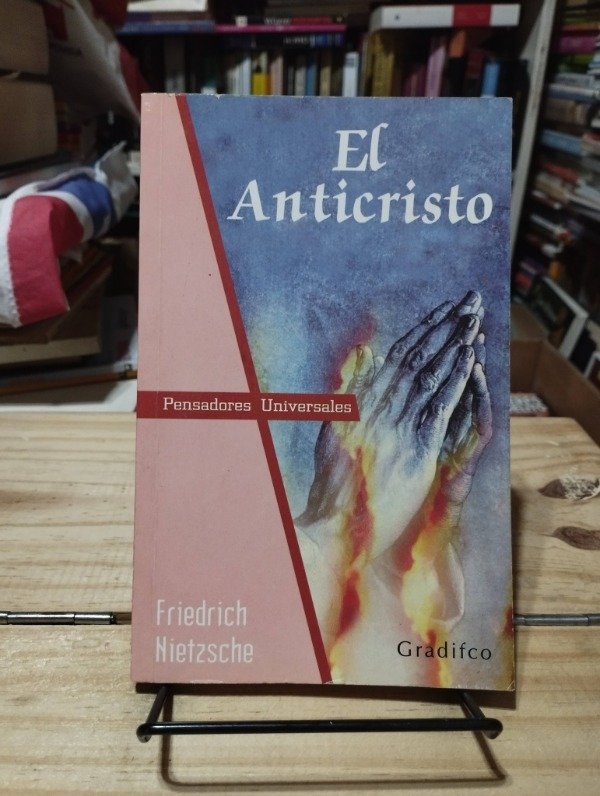 El
Anticristo
Pensadores Universales
Friedrich
Nietzsche
Gradifco